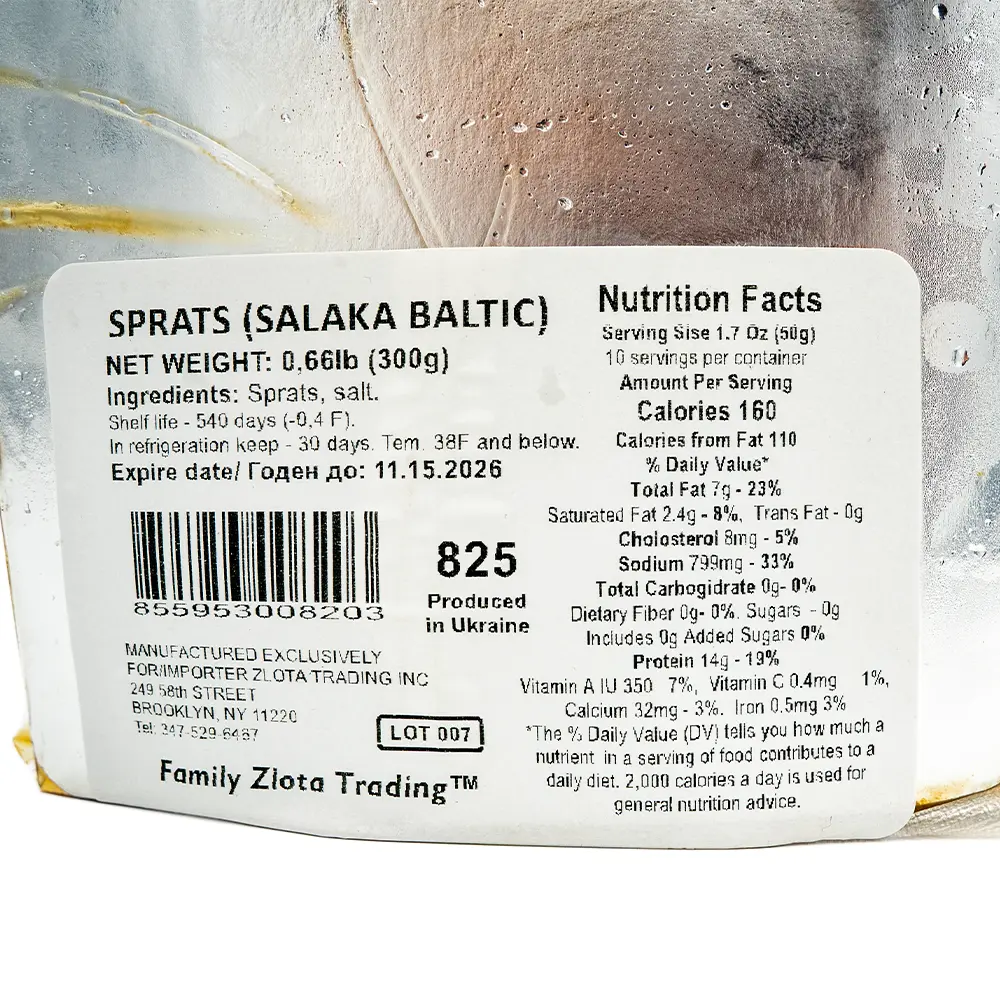 SPRATS (SALAKA BALTIC)
NET WEIGHT: 0,66lb (300g)
Ingredients: Sprats, salt.
Shelf life - 540 days (-0,4 F).
In refrigeration keep - 30 days. Tem. 38F and below.
Expire date/ Годен до: 11.15.2026
855953008203
825
Produced
in Ukraine
MANUFACTURED EXCLUSIVELY
FOR/IMPORTER ZLOTA TRADING INC
249 58th STREET
BROOKLYN, NY 11220
Tel: 347-529-6467
LOT 007
Family Zlota Trading™
Nutrition Facts
Serving Sise 1.7 Oz (50g)
10 servings per container
Amount Per Serving
Calories 160
Calories from Fat 110
% Daily Value*
Total Fat 7g - 23%
Saturated Fat 2.4g - 8%, Trans Fat - 0g
Cholosterol 8mg - 5%
Sodium 799mg - 33%
Total Carbogidrate 0g- 0%
Dietary Fiber 0g- 0%. Sugars - 0g
Includes 0g Added Sugars 0%
Protein 14g - 19%
Vitamin A IU 350 7%, Vitamin C 0.4mg 1%,
Calcium 32mg - 3%. Iron 0.5mg 3%
*The % Daily Value (DV) tells you how much a
nutrient in a serving of food contributes to a
daily diet. 2,000 calories a day is used for
general nutrition advice.